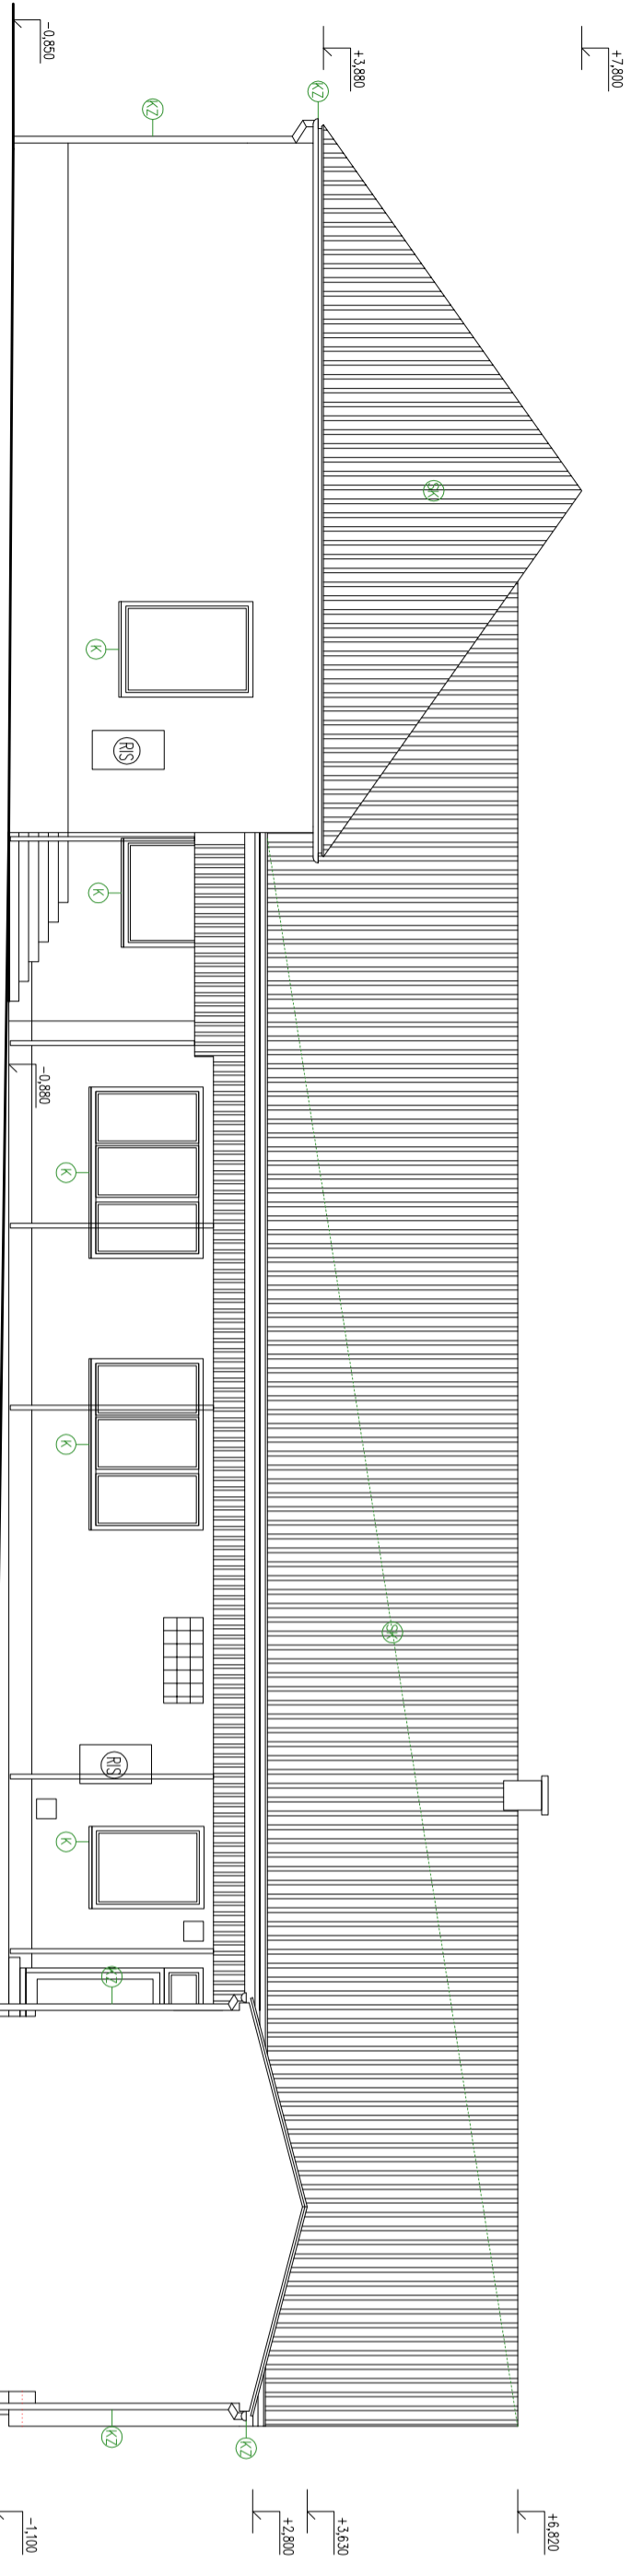 +7,800
+3,880
-0,850
KZ
KZ
SK
K
RIS
K
-0,880
K
K
SK
RIS
K
KZ
KZ
KZ
+6,820
+3,630
+2,800
-1,100